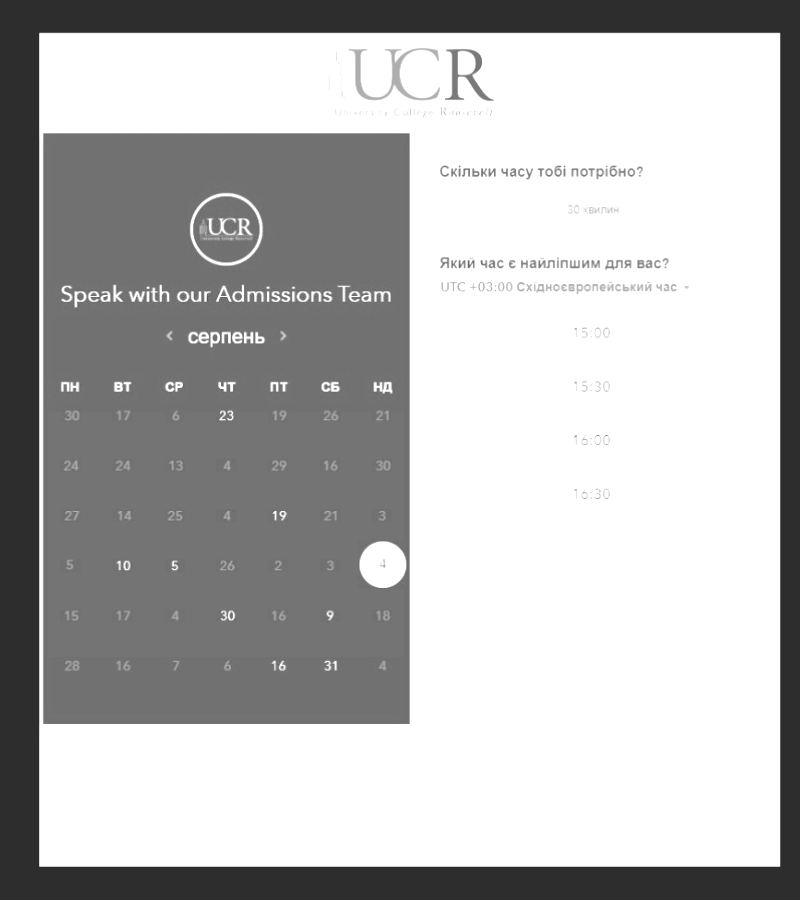 UCR
University College Roosevelt
UCR
University College Roosevelt
Speak with our Admissions Team
‹ серпень ›
ПН ВТ СР ЧТ ПТ СБ НД
30 17 6 23 19 26 21
24 24 13 4 29 16 30
27 14 25 4 19 21 3
5 10 5 26 2 3 4
15 17 4 30 16 9 18
28 16 7 6 16 31 4
Скільки часу тобі потрібно?
30 хвилин
Який час є найліпшим для вас?
UTC +03:00 Східноєвропейський час
15:00
15:30
16:00
16:30